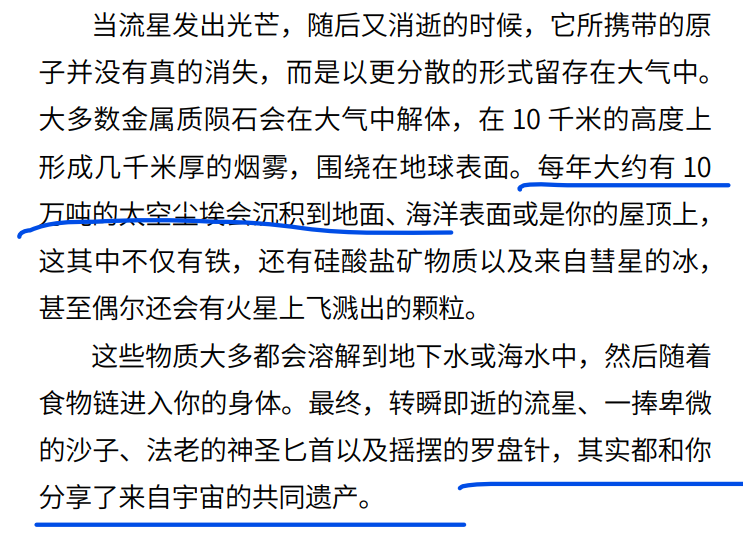 当流星发出光芒，随后又消逝的时候，它所携带的原
子并没有真的消失，而是以更分散的形式留存在大气中。
大多数金属质陨石会在大气中解体，在 10 千米的高度上
形成几千米厚的烟雾，围绕在地球表面。每年大约有 10
万吨的太空尘埃会沉积到地面、海洋表面或是你的屋顶上，
这其中不仅有铁，还有硅酸盐矿物质以及来自彗星的冰，
甚至偶尔还会有火星上飞溅出的颗粒。
这些物质大多都会溶解到地下水或海水中，然后随着
食物链进入你的身体。最终，转瞬即逝的流星、一捧卑微
的沙子、法老的神圣匕首以及摇摆的罗盘针，其实都和你
分享了来自宇宙的共同遗产。